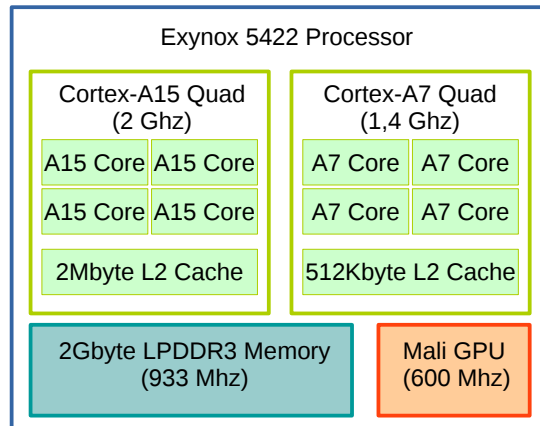 Exynox 5422 Processor
Cortex-A15 Quad
(2 Ghz)
A15 Core A15 Core
A15 Core A15 Core
2Mbyte L2 Cache
Cortex-A7 Quad
(1,4 Ghz)
A7 Core A7 Core
A7 Core A7 Core
512Kbyte L2 Cache
2Gbyte LPDDR3 Memory
(933 Mhz)
Mali GPU
(600 Mhz)